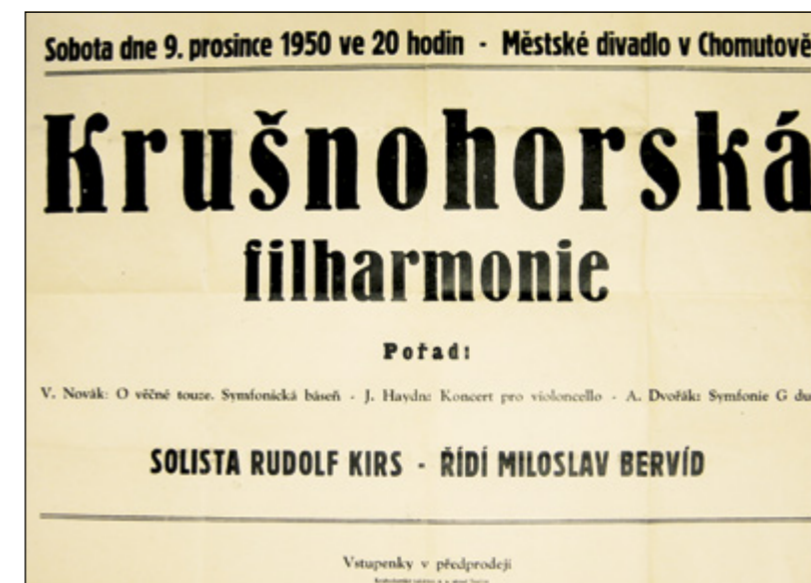 Sobota dne 9. prosince 1950 ve 20 hodin - Městské divadlo v Chomutově
Krušnohorská
filharmonie
Pořad:
V. Novák: O věčné touze. Symfonická báseň - J. Haydn: Koncert pro violoncello - A. Dvořák: Symfonie G du
SOLISTA RUDOLF KIRS - ŘÍDÍ MILOSLAV BERVÍD
Vstupenky v předprodeji